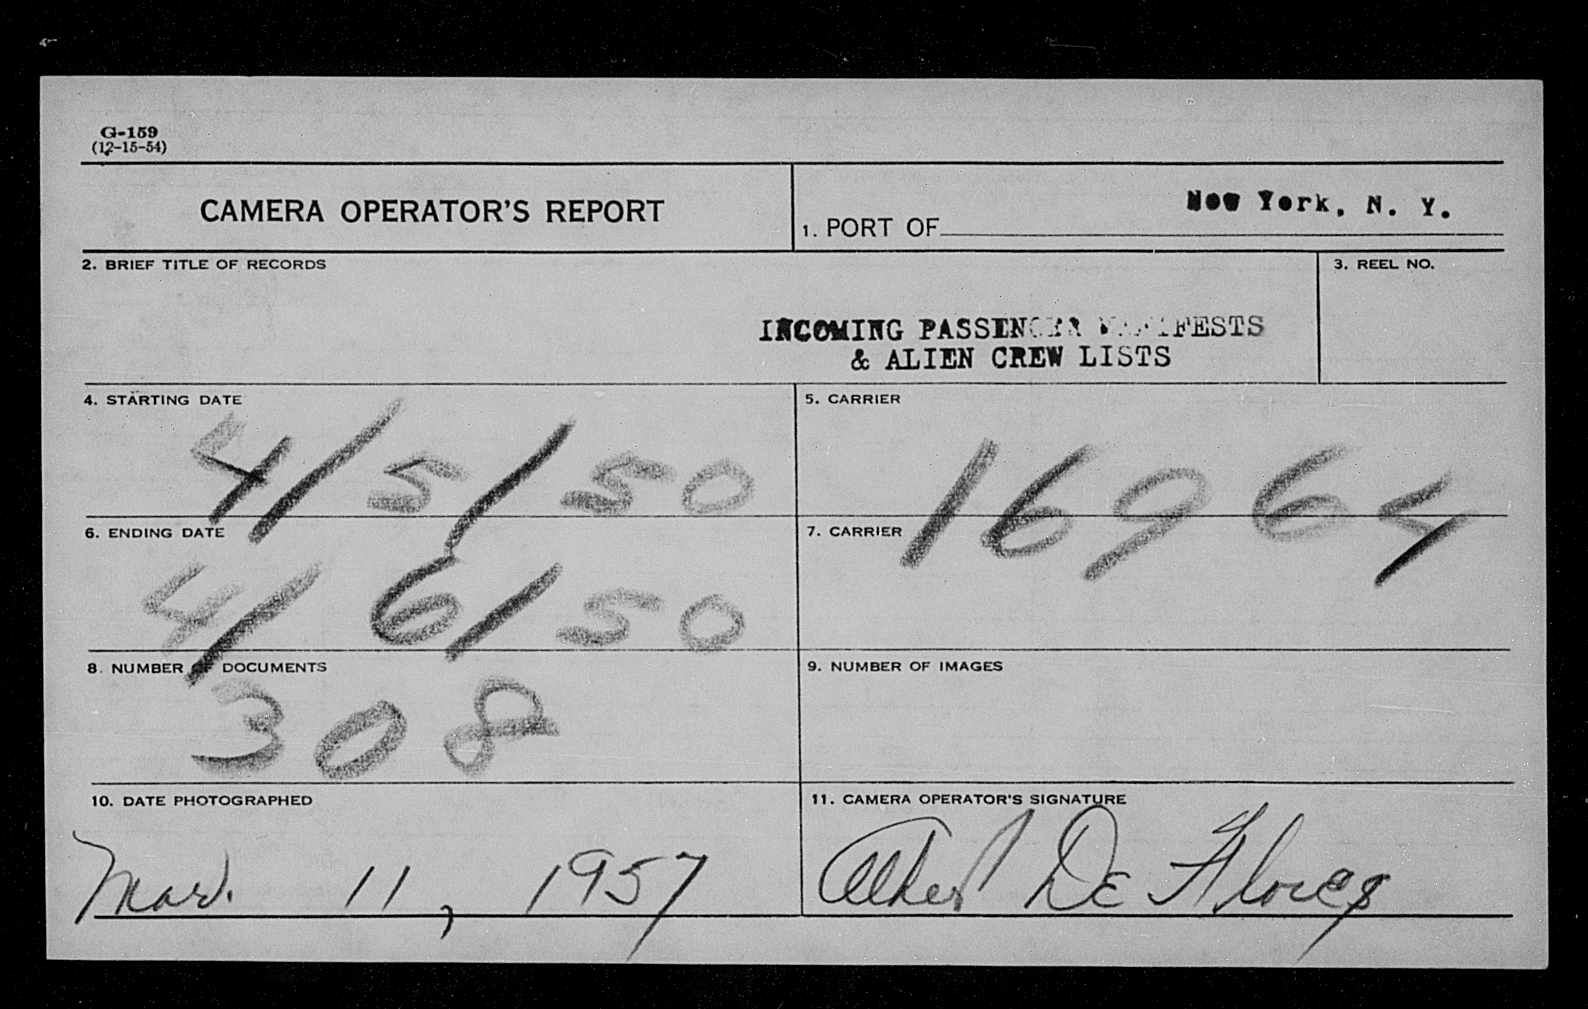 G-159
(12-15-54)
CAMERA OPERATOR'S REPORT
1. PORT OF New York, N. Y.
2. BRIEF TITLE OF RECORDS
3. REEL NO.
INCOMING PASSENGER MANIFESTS
& ALIEN CREW LISTS
4. STARTING DATE
4/5/50
5. CARRIER
16964
6. ENDING DATE
4/6/50
7. CARRIER
8. NUMBER OF DOCUMENTS
308
9. NUMBER OF IMAGES
10. DATE PHOTOGRAPHED
Mar. 11, 1957
11. CAMERA OPERATOR'S SIGNATURE
Albert De